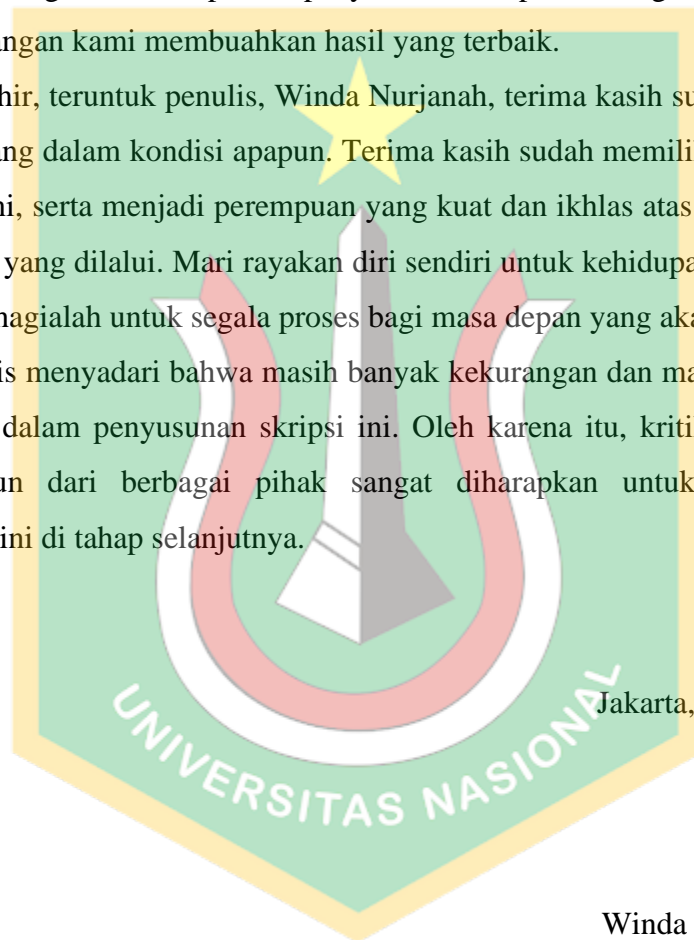 angan kami membuahkan hasil yang terbaik.
hir, teruntuk penulis, Winda Nurjanah, terima kasih su
ang dalam kondisi apapun. Terima kasih sudah memili
ni, serta menjadi perempuan yang kuat dan ikhlas atas
yang dilalui. Mari rayakan diri sendiri untuk kehidupa
nagialah untuk segala proses bagi masa depan yang aka
is menyadari bahwa masih banyak kekurangan dan ma
dalam penyusunan skripsi ini. Oleh karena itu, kriti
un dari berbagai pihak sangat diharapkan untuk
ini di tahap selanjutnya.
Jakarta,
UNIVERSITAS NASIONAL
Winda